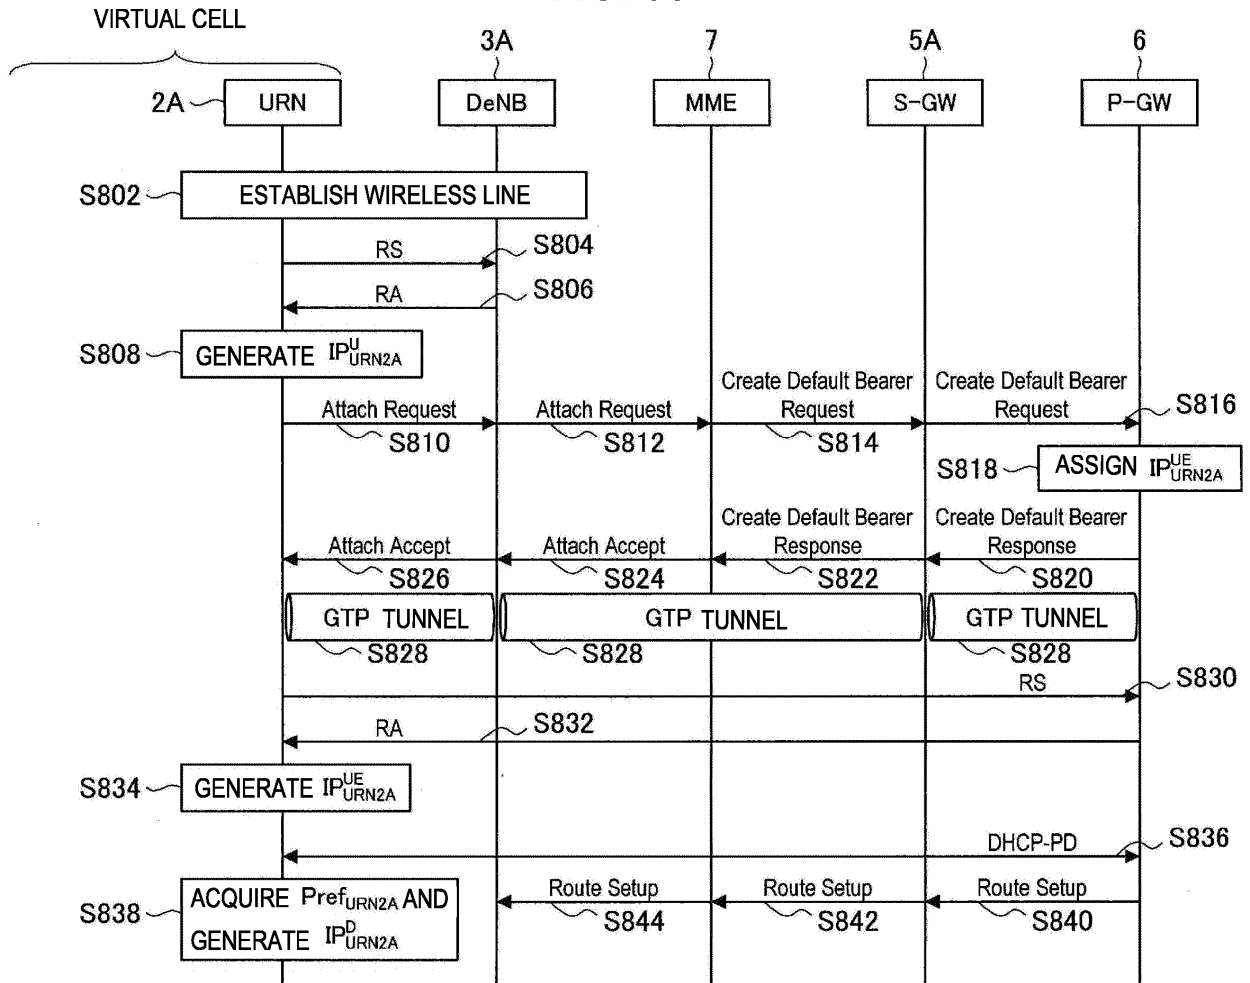 VIRTUAL CELL
3A 7 5A 6
2A URN DeNB MME S-GW P-GW
S802 ESTABLISH WIRELESS LINE
RS S804
RA S806
S808 GENERATE IP^U_URN2A
Create Default Bearer Create Default Bearer
Attach Request Attach Request Request Request S816
S810 S812 S814
S818 ASSIGN IP^UE_URN2A
Create Default Bearer Create Default Bearer
Attach Accept Attach Accept Response Response
S826 S824 S822 S820
GTP TUNNEL GTP TUNNEL GTP TUNNEL
S828 S828 S828
RS S830
RA S832
S834 GENERATE IP^UE_URN2A
DHCP-PD S836
S838 ACQUIRE Pref_URN2A AND
GENERATE IP^D_URN2A
Route Setup Route Setup Route Setup
S844 S842 S840